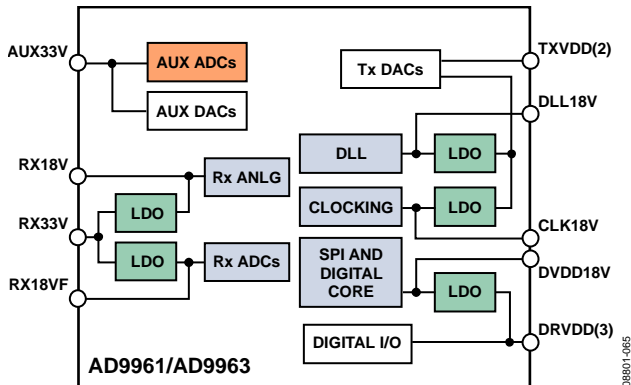 AUX33V
AUX ADCs
AUX DACs
Tx DACs
TXVDD(2)
DLL18V
RX18V
Rx ANLG
DLL
LDO
LDO
CLOCKING
LDO
RX33V
CLK18V
LDO
Rx ADCs
SPI AND
DIGITAL
CORE
DVDD18V
LDO
RX18VF
DIGITAL I/O
DRVDD(3)
AD9961/AD9963
08801-065